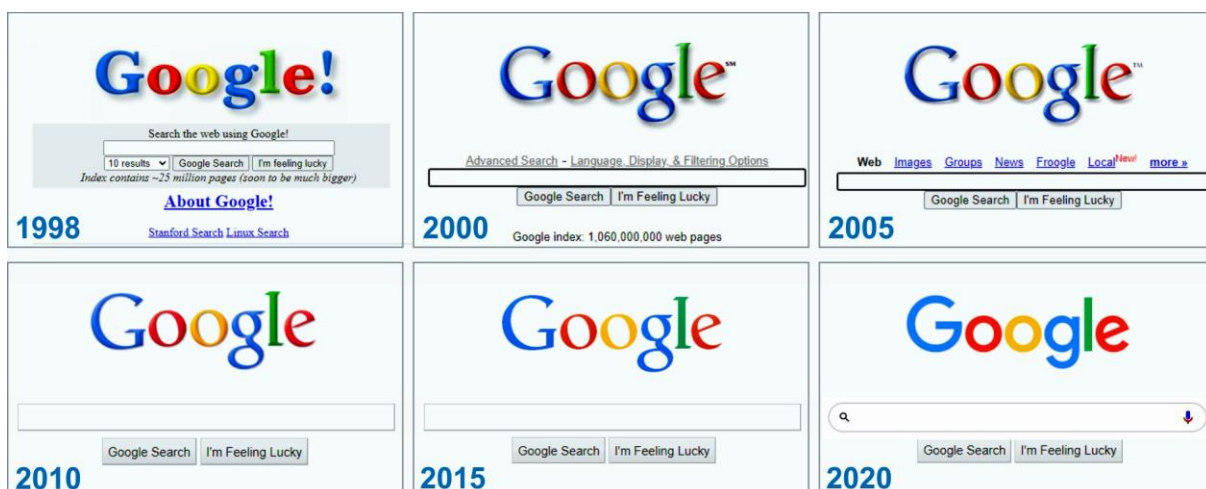 Google!
Search the web using Google!
10 results Google Search I'm feeling lucky
Index contains ~25 million pages (soon to be much bigger)
About Google!
Stanford Search Linux Search
1998
Google℠
Advanced Search - Language, Display, & Filtering Options
Google Search I'm Feeling Lucky
Google index: 1,060,000,000 web pages
2000
Google™
Web Images Groups News Froogle Local New! more »
Google Search I'm Feeling Lucky
2005
Google
Google Search I'm Feeling Lucky
2010
Google
Google Search I'm Feeling Lucky
2015
Google
Google Search I'm Feeling Lucky
2020